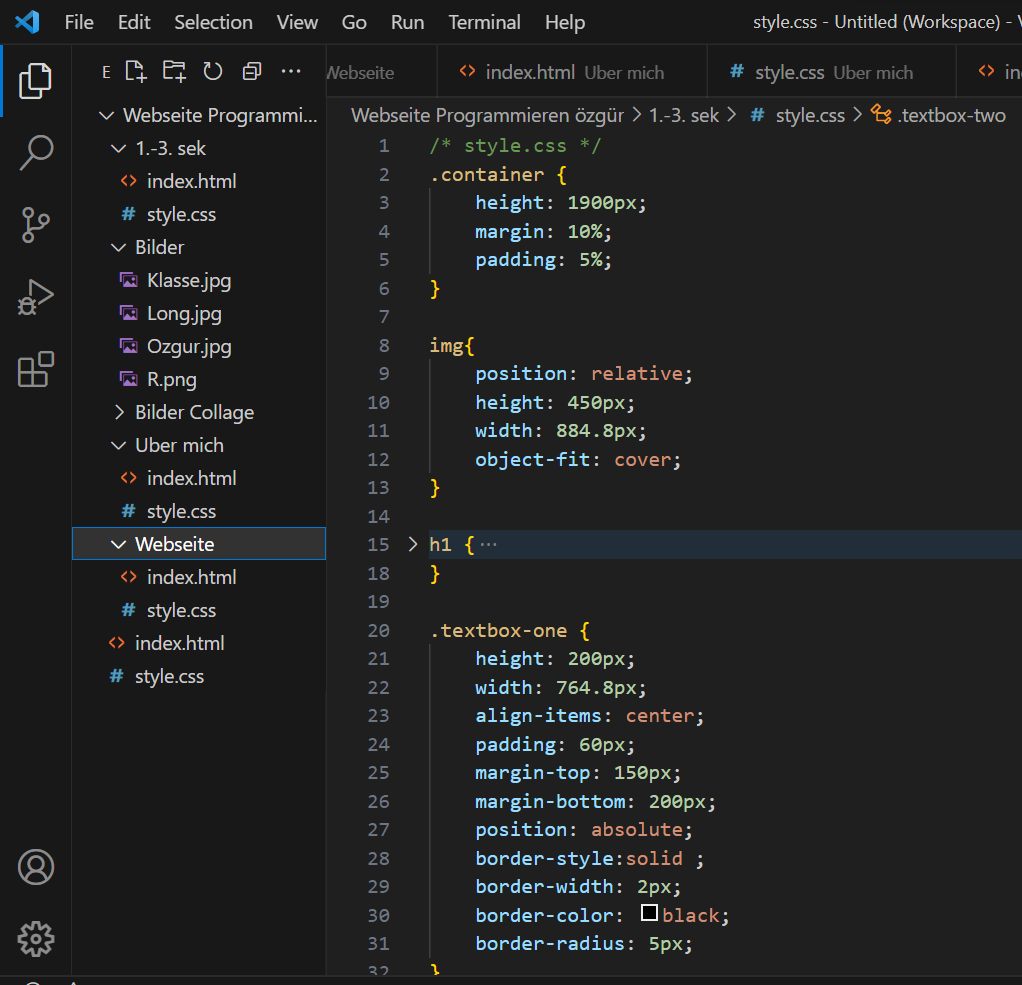 File Edit Selection View Go Run Terminal Help style.css - Untitled (Workspace) -
E
Webseite
index.html Uber mich
# style.css Uber mich
Webseite Programmieren özgür > 1.-3. sek > # style.css > .textbox-two
Webseite Programmi...
1.-3. sek
index.html
# style.css
Bilder
Klasse.jpg
Long.jpg
Ozgur.jpg
R.png
Bilder Collage
Uber mich
index.html
# style.css
Webseite
index.html
# style.css
index.html
# style.css
1 /* style.css */
2 .container {
3 height: 1900px;
4 margin: 10%;
5 padding: 5%;
6 }
7
8 img{
9 position: relative;
10 height: 450px;
11 width: 884.8px;
12 object-fit: cover;
13 }
14
15 h1 { ...
18 }
19
20 .textbox-one {
21 height: 200px;
22 width: 764.8px;
23 align-items: center;
24 padding: 60px;
25 margin-top: 150px;
26 margin-bottom: 200px;
27 position: absolute;
28 border-style:solid ;
29 border-width: 2px;
30 border-color: black;
31 border-radius: 5px;
32 }